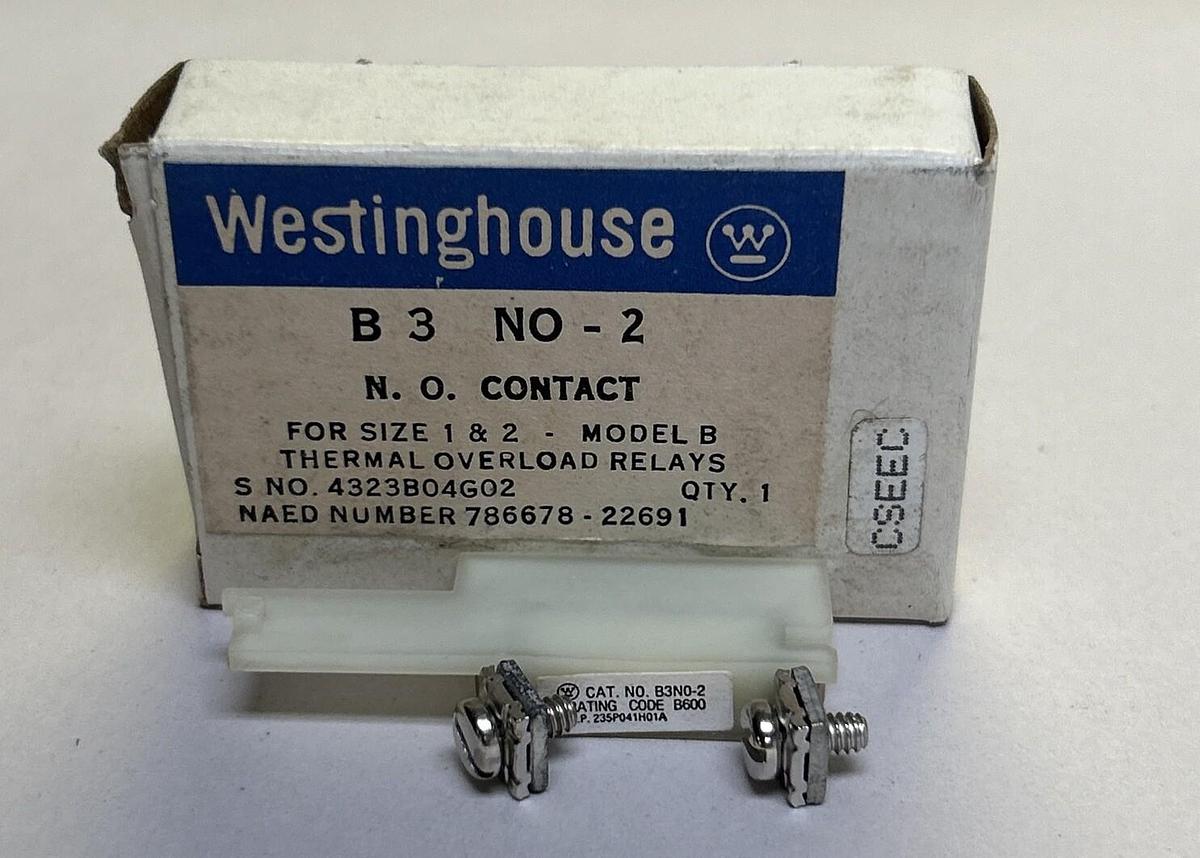 Westinghouse W
B 3 NO - 2
N. O. CONTACT
FOR SIZE 1 & 2 - MODEL B
THERMAL OVERLOAD RELAYS
S NO. 4323B04G02 QTY. 1
NAED NUMBER 786678 - 22691
CSEEC
W CAT. NO. B3N0-2
CODE B600
235P041H01A